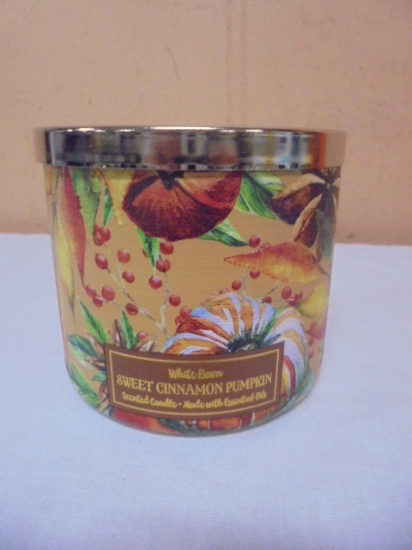 White Barn
SWEET CINNAMON PUMPKIN
Scented Candle • Made with Essential Oils